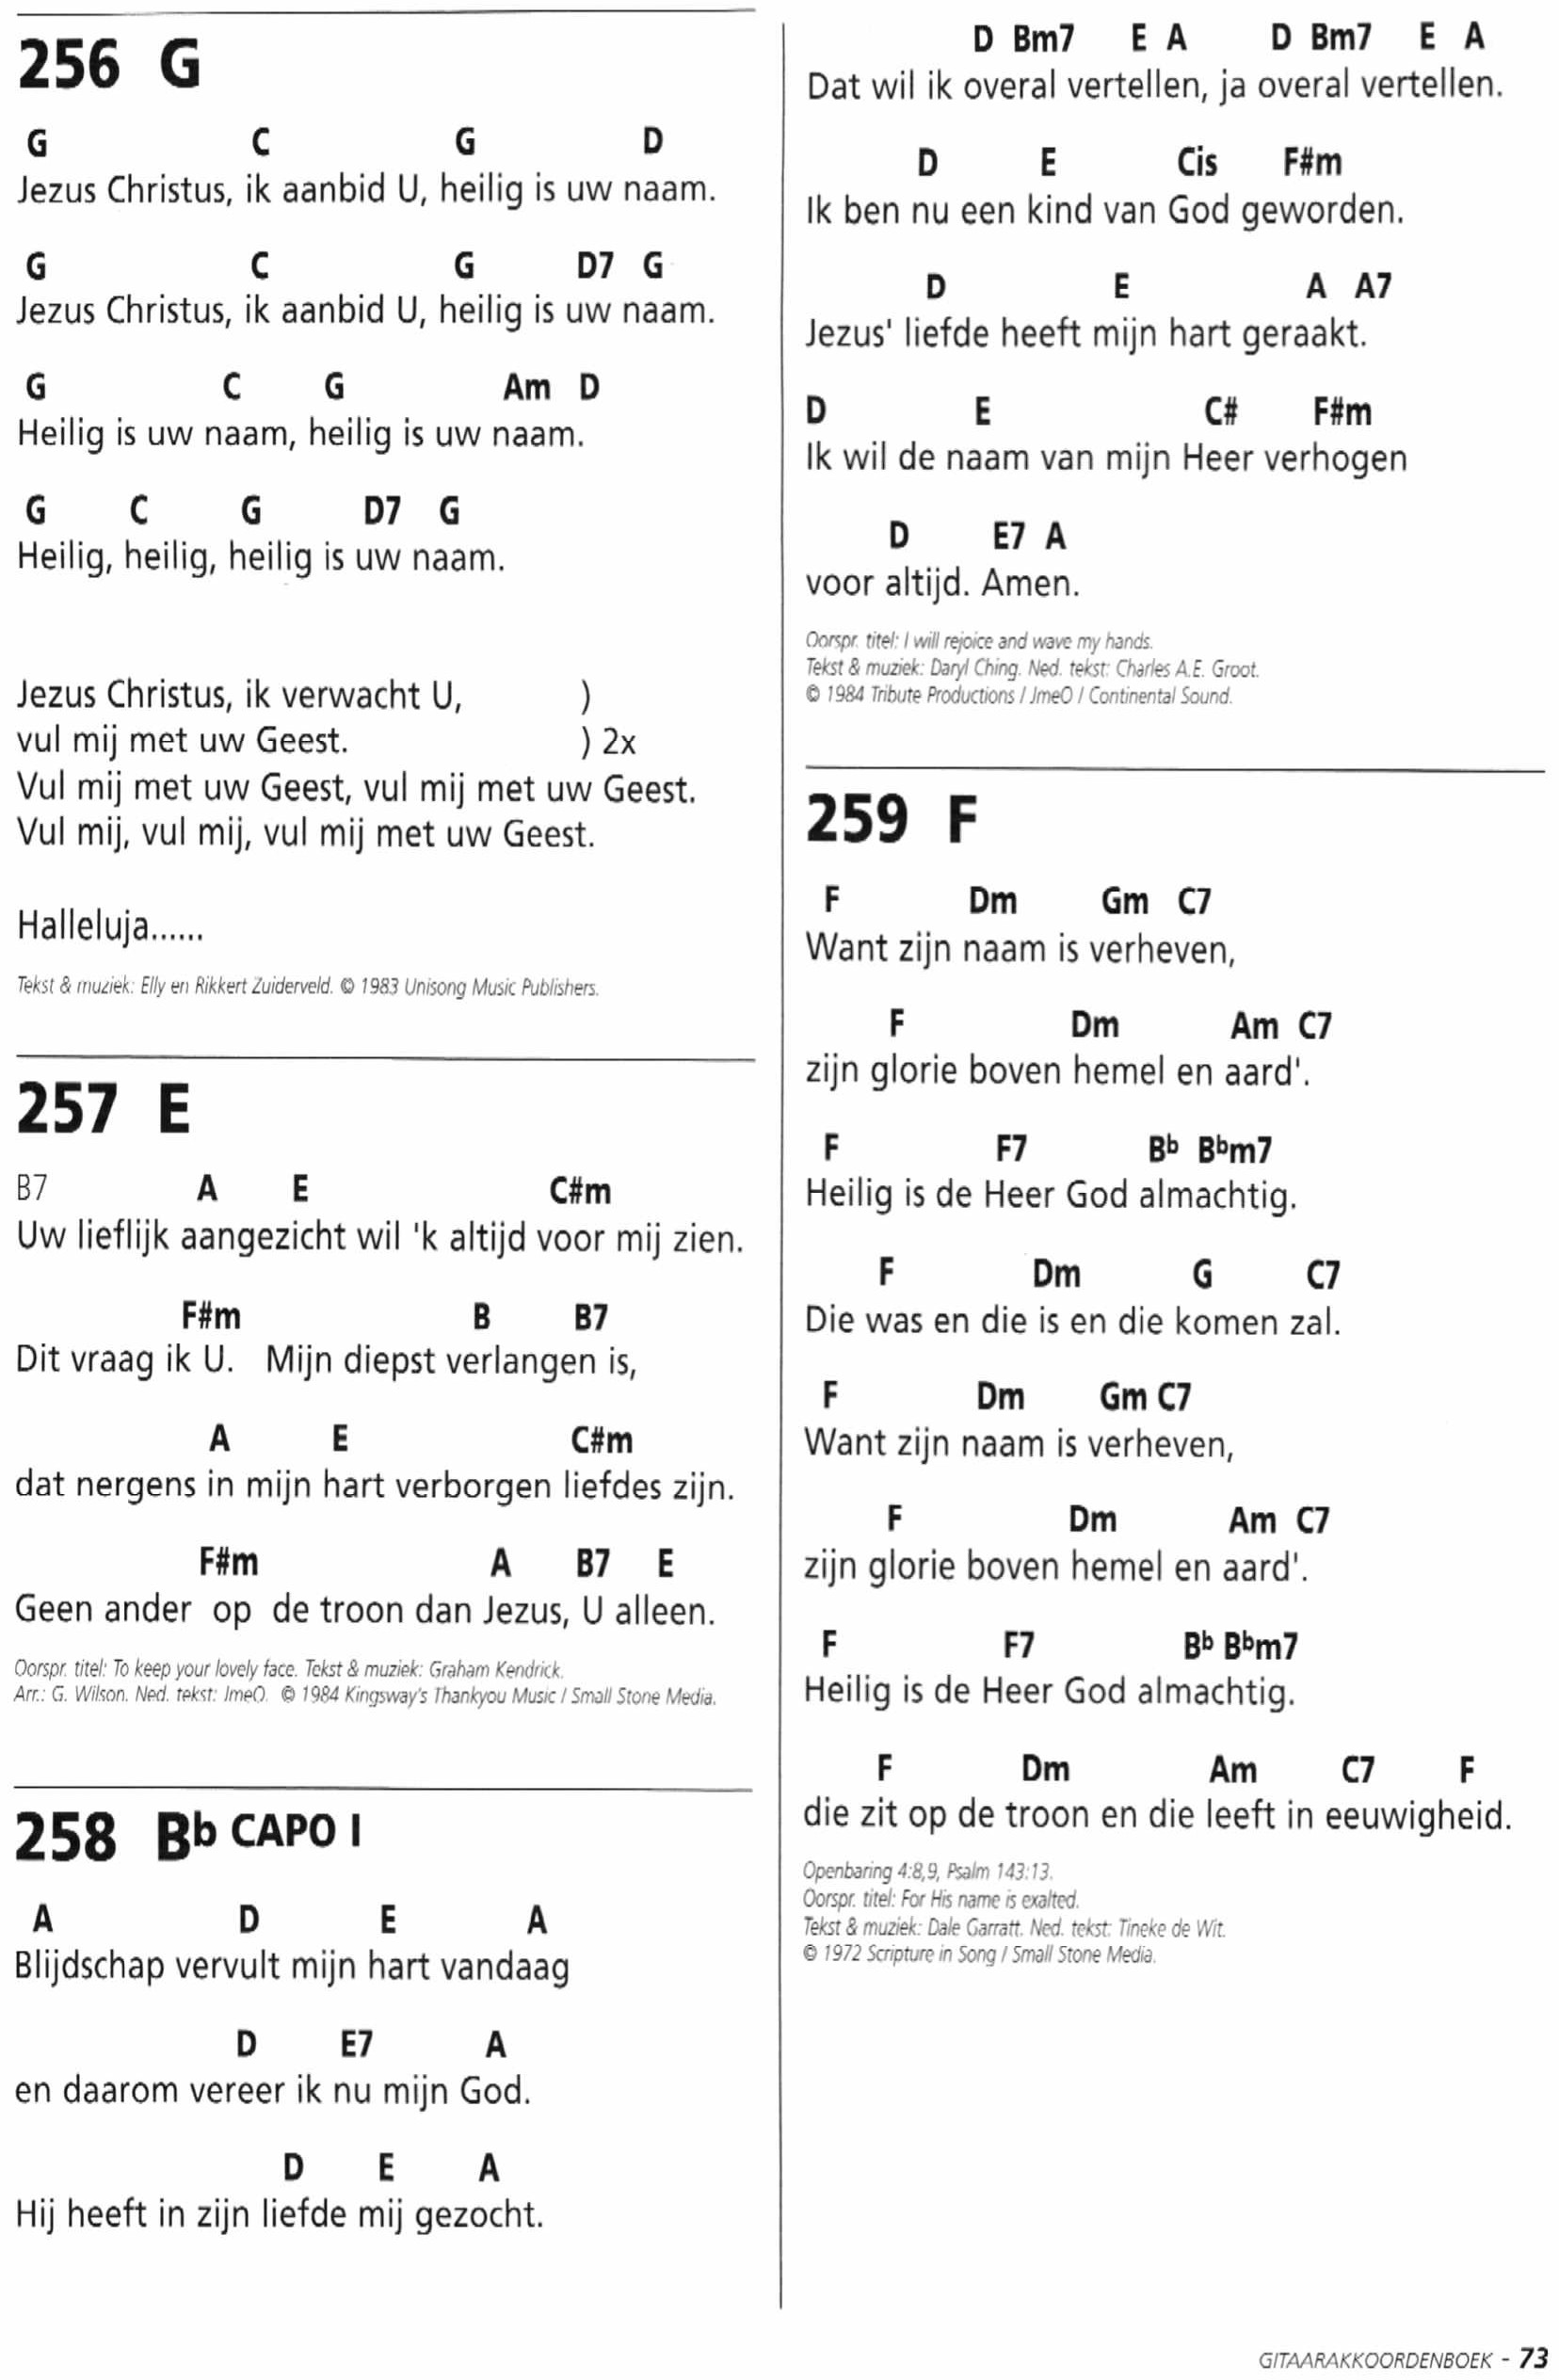 256 G
G C G D
Jezus Christus, ik aanbid U, heilig is uw naam.
G C G D7 G
Jezus Christus, ik aanbid U, heilig is uw naam.
G C G Am D
Heilig is uw naam, heilig is uw naam.
G C G D7 G
Heilig, heilig, heilig is uw naam.
Jezus Christus, ik verwacht U, )
vul mij met uw Geest. ) 2x
Vul mij met uw Geest, vul mij met uw Geest.
Vul mij, vul mij, vul mij met uw Geest.
Halleluja......
Tekst & muziek: Elly en Rikkert Zuiderveld. © 1983 Unisong Music Publishers.
257 E
B7 A E C#m
Uw lieflijk aangezicht wil 'k altijd voor mij zien.
F#m B B7
Dit vraag ik U. Mijn diepst verlangen is,
A E C#m
dat nergens in mijn hart verborgen liefdes zijn.
F#m A B7 E
Geen ander op de troon dan Jezus, U alleen.
Oorspr. titel: To keep your lovely face. Tekst & muziek: Graham Kendrick.
Arr.: G. Wilson. Ned. tekst: JmeO. © 1984 Kingsway's Thankyou Music / Small Stone Media.
258 Bb CAPO I
A D E A
Blijdschap vervult mijn hart vandaag
D E7 A
en daarom vereer ik nu mijn God.
D E A
Hij heeft in zijn liefde mij gezocht.
D Bm7 E A D Bm7 E A
Dat wil ik overal vertellen, ja overal vertellen.
D E Cis F#m
Ik ben nu een kind van God geworden.
D E A A7
Jezus' liefde heeft mijn hart geraakt.
D E C# F#m
Ik wil de naam van mijn Heer verhogen
D E7 A
voor altijd. Amen.
Oorspr. titel: I will rejoice and wave my hands.
Tekst & muziek: Daryl Ching. Ned. tekst: Charles A.E. Groot.
© 1984 Tribute Productions / JmeO / Continental Sound.
259 F
F Dm Gm C7
Want zijn naam is verheven,
F Dm Am C7
zijn glorie boven hemel en aard'.
F F7 Bb Bbm7
Heilig is de Heer God almachtig.
F Dm G C7
Die was en die is en die komen zal.
F Dm Gm C7
Want zijn naam is verheven,
F Dm Am C7
zijn glorie boven hemel en aard'.
F F7 Bb Bbm7
Heilig is de Heer God almachtig.
F Dm Am C7 F
die zit op de troon en die leeft in eeuwigheid.
Openbaring 4:8,9, Psalm 143:13.
Oorspr. titel: For His name is exalted.
Tekst & muziek: Dale Garratt. Ned. tekst: Tineke de Wit.
© 1972 Scripture in Song / Small Stone Media.
GITAARAKKOORDENBOEK - 73